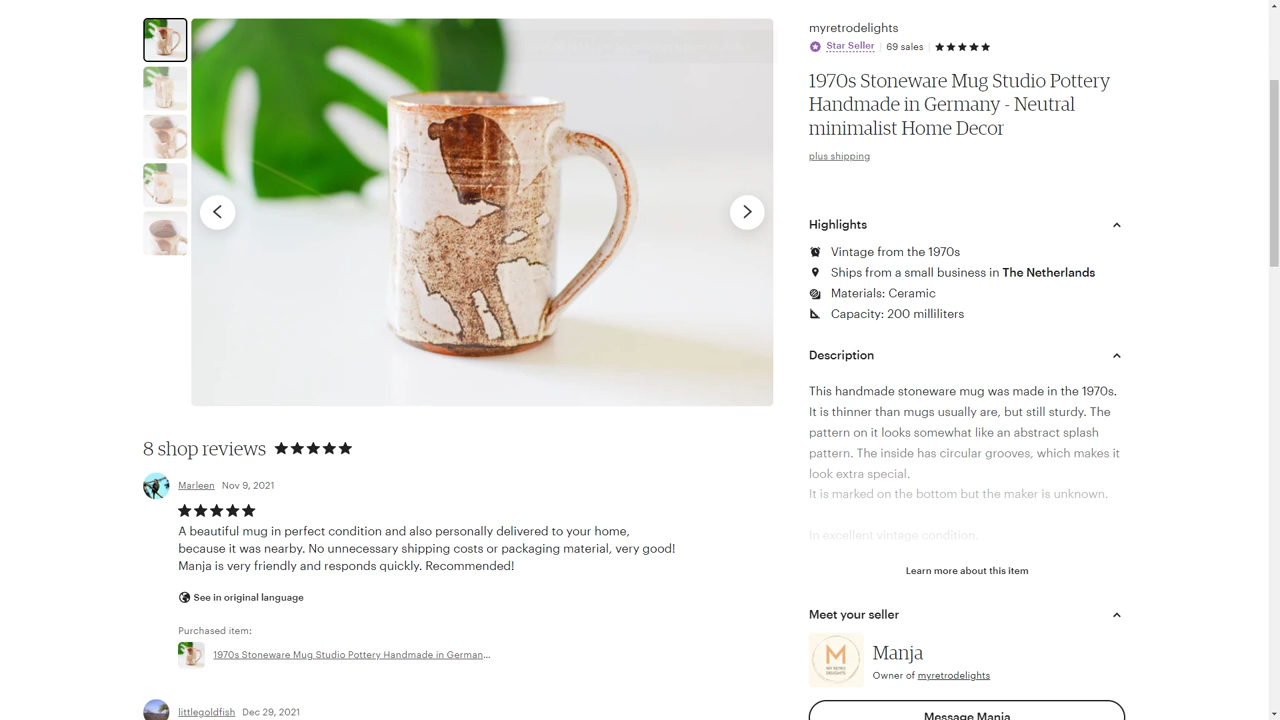 myretrodelights
Star Seller
69 sales
1970s Stoneware Mug Studio Pottery
Handmade in Germany - Neutral
minimalist Home Decor
plus shipping
Highlights
Vintage from the 1970s
Ships from a small business in The Netherlands
Materials: Ceramic
Capacity: 200 milliliters
Description
This handmade stoneware mug was made in the 1970s.
It is thinner than mugs usually are, but still sturdy. The
pattern on it looks somewhat like an abstract splash
pattern. The inside has circular grooves, which makes it
look extra special.
It is marked on the bottom but the maker is unknown.
In excellent vintage condition.
Learn more about this item
Meet your seller
M
MY RETRO
DELIGHTS
Manja
Owner of myretrodelights
Message Manja
8 shop reviews
Marleen Nov 9, 2021
A beautiful mug in perfect condition and also personally delivered to your home,
because it was nearby. No unnecessary shipping costs or packaging material, very good!
Manja is very friendly and responds quickly. Recommended!
See in original language
Purchased item:
1970s Stoneware Mug Studio Pottery Handmade in German...
littlegoldfish Dec 29, 2021